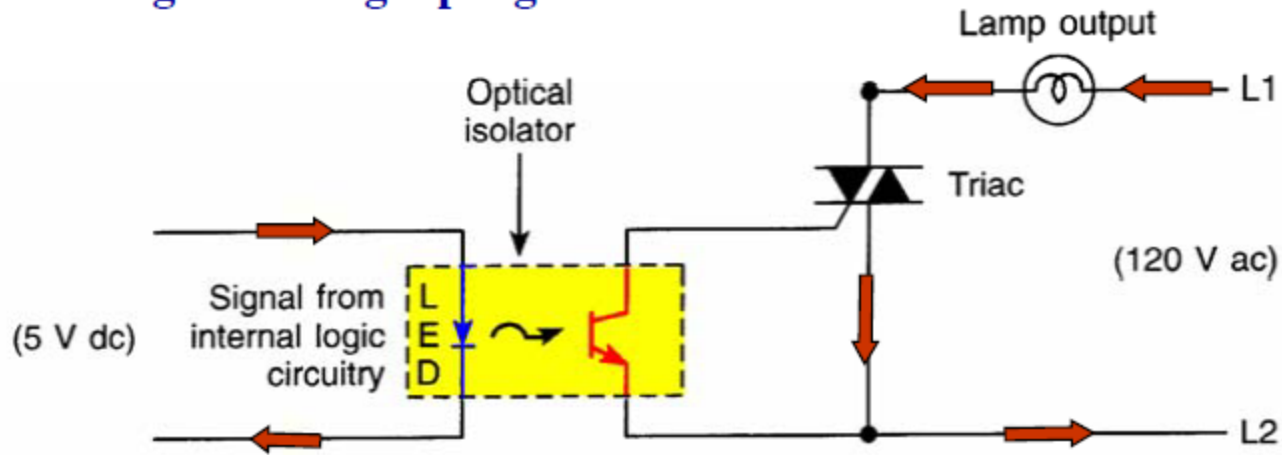 Lamp output
L1
Optical
isolator
Triac
(120 V ac)
Signal from
internal logic
circuitry
(5 V dc)
L
E
D
L2